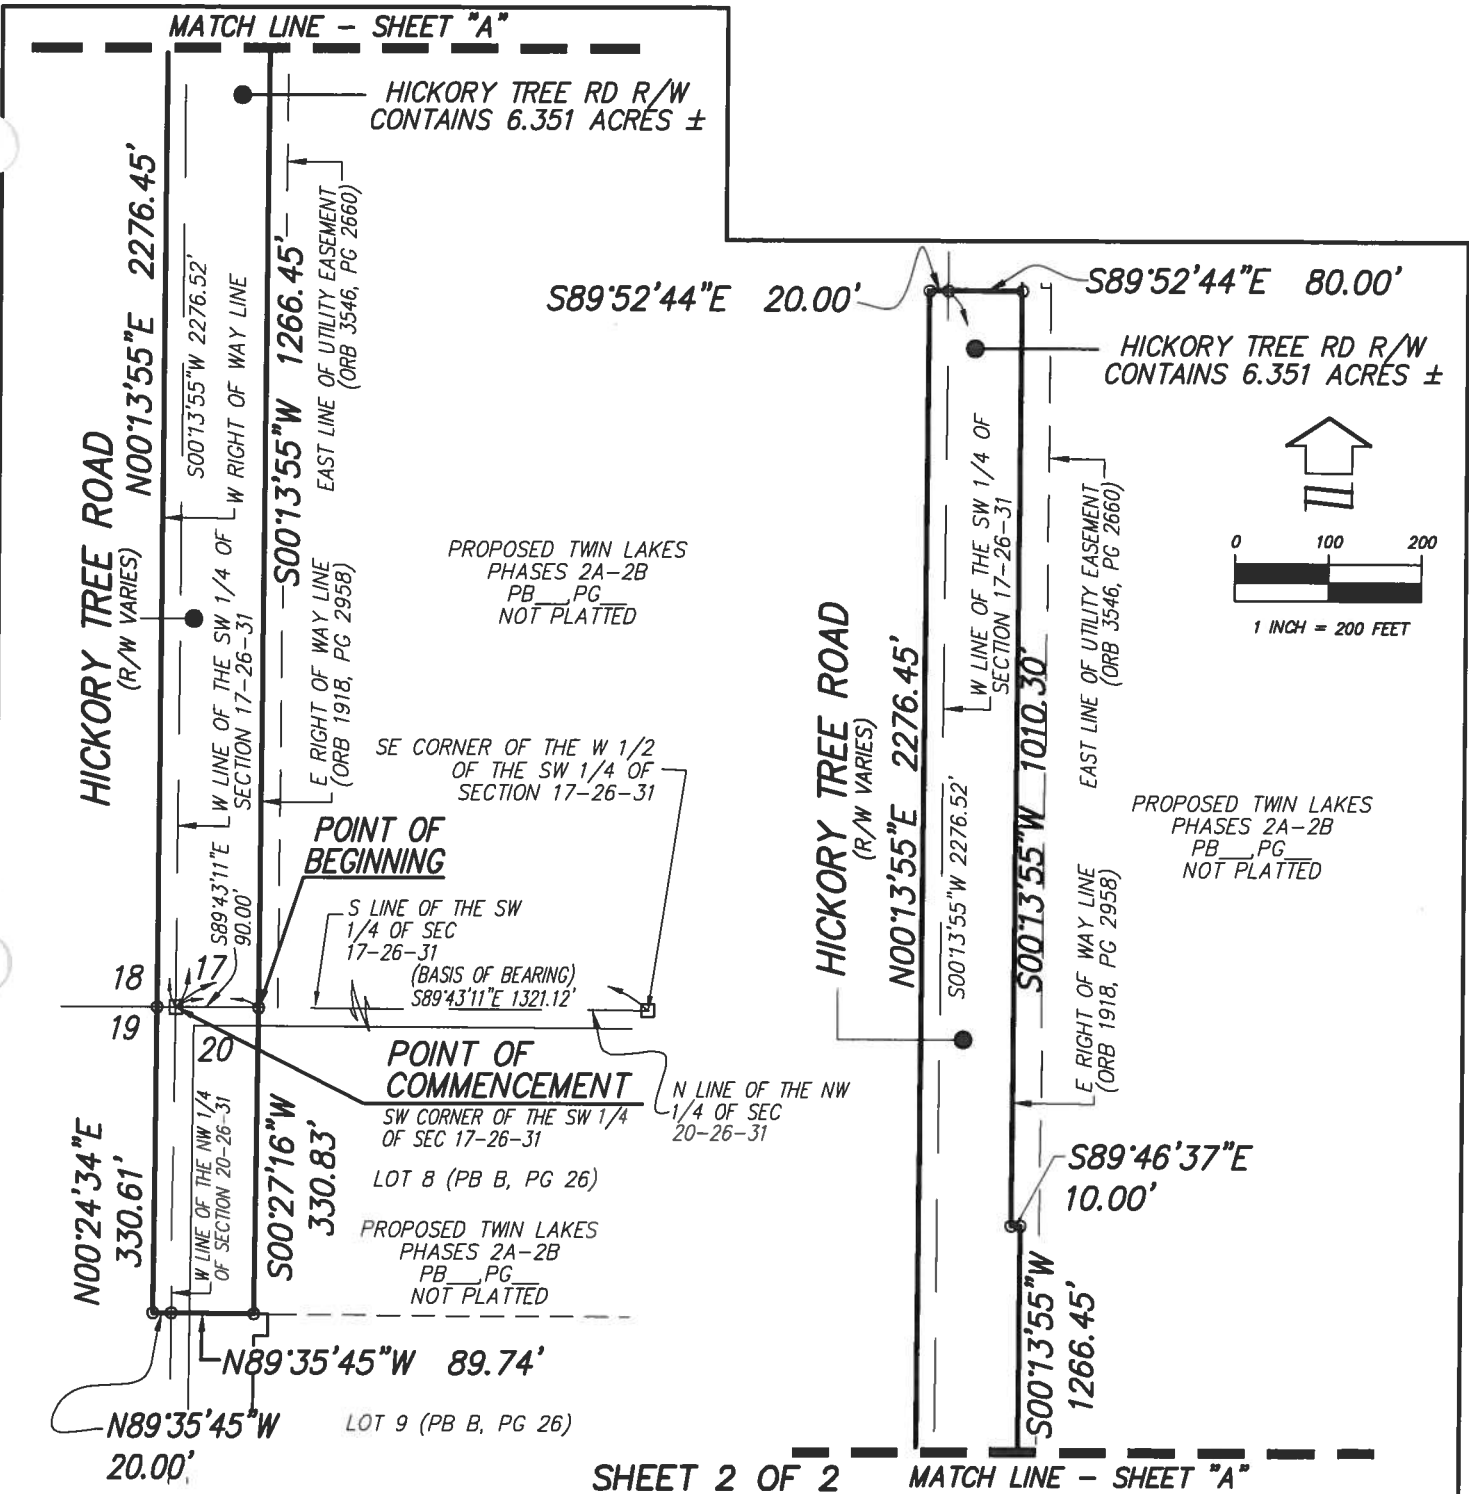 MATCH LINE - SHEET "A"
HICKORY TREE RD R/W
CONTAINS 6.351 ACRES ±
N00°13'55"E 2276.45'
S00°13'55"W 2276.52'
W RIGHT OF WAY LINE
S00°13'55"W 1266.45'
EAST LINE OF UTILITY EASEMENT
(ORB 3546, PG 2660)
HICKORY TREE ROAD
(R/W VARIES)
W LINE OF THE SW 1/4 OF
SECTION 17-26-31
E RIGHT OF WAY LINE
(ORB 1918, PG 2958)
PROPOSED TWIN LAKES
PHASES 2A-2B
PB___,PG___
NOT PLATTED
SE CORNER OF THE W 1/2
OF THE SW 1/4 OF
SECTION 17-26-31
POINT OF
BEGINNING
S89°43'11"E
90.00'
S LINE OF THE SW
1/4 OF SEC
17-26-31
(BASIS OF BEARING)
S89°43'11"E 1321.12'
18
17
19
20
POINT OF
COMMENCEMENT
SW CORNER OF THE SW 1/4
OF SEC 17-26-31
N LINE OF THE NW
1/4 OF SEC
20-26-31
N00°24'34"E
330.61'
W LINE OF THE NW 1/4
OF SECTION 20-26-31
S00°27'16"W
330.83'
LOT 8 (PB B, PG 26)
PROPOSED TWIN LAKES
PHASES 2A-2B
PB___,PG___
NOT PLATTED
N89°35'45"W 89.74'
N89°35'45"W
20.00'
LOT 9 (PB B, PG 26)
S89°52'44"E 20.00'
S89°52'44"E 80.00'
HICKORY TREE RD R/W
CONTAINS 6.351 ACRES ±
0 100 200
1 INCH = 200 FEET
W LINE OF THE SW 1/4 OF
SECTION 17-26-31
EAST LINE OF UTILITY EASEMENT
(ORB 3546, PG 2660)
HICKORY TREE ROAD
(R/W VARIES)
N00°13'55"E 2276.45'
S00°13'55"W 2276.52'
S00°13'55"W 1010.30'
E RIGHT OF WAY LINE
(ORB 1918, PG 2958)
PROPOSED TWIN LAKES
PHASES 2A-2B
PB___,PG___
NOT PLATTED
S89°46'37"E
10.00'
S00°13'55"W
1266.45'
SHEET 2 OF 2
MATCH LINE - SHEET "A"